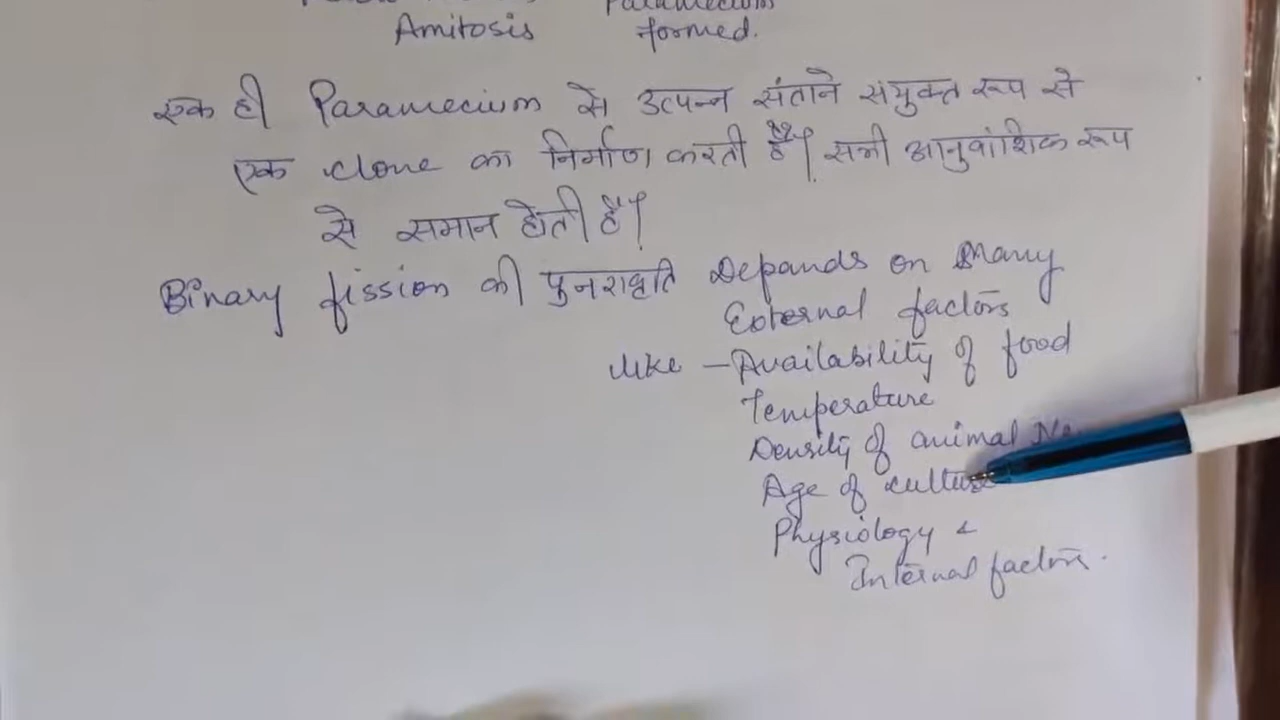 Amitosis formed.
एक ही Paramecium से उत्पन्न संताने संयुक्त रूप से
एक clone का निर्माण करती हैं। सभी आनुवांशिक रूप
से समान होती हैं।
Binary fission की पुनरावृति Depands on Many
External factors
like - Availability of food
Temperature
Density of animal
Age of culture
Physiology &
Internal factors.